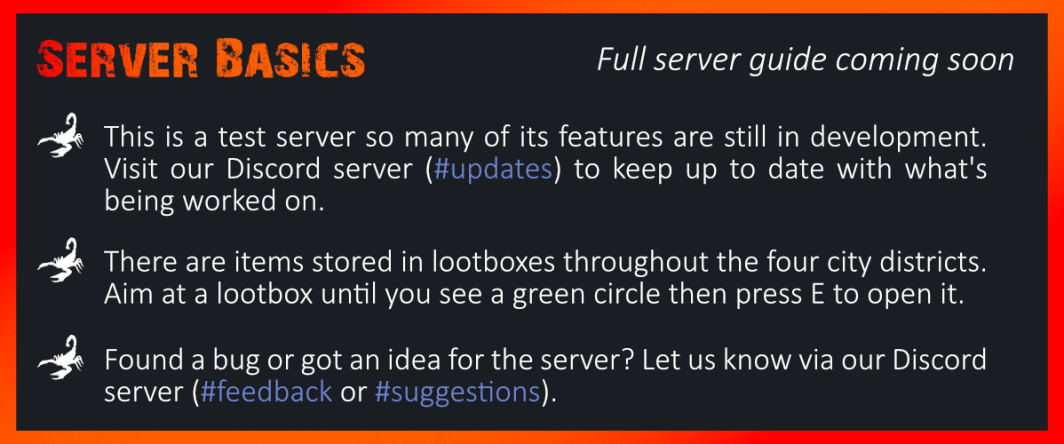 SERVER BASICS
Full server guide coming soon
This is a test server so many of its features are still in development.
Visit our Discord server (#updates) to keep up to date with what's
being worked on.
There are items stored in lootboxes throughout the four city districts.
Aim at a lootbox until you see a green circle then press E to open it.
Found a bug or got an idea for the server? Let us know via our Discord
server (#feedback or #suggestions).